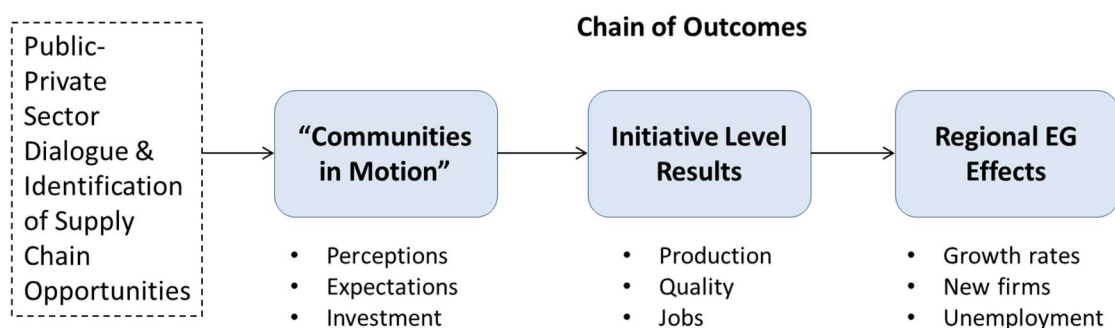 Chain of Outcomes
Public-
Private
Sector
Dialogue &
Identification
of Supply
Chain
Opportunities
“Communities
in Motion”
• Perceptions
• Expectations
• Investment
Initiative Level
Results
• Production
• Quality
• Jobs
Regional EG
Effects
• Growth rates
• New firms
• Unemployment